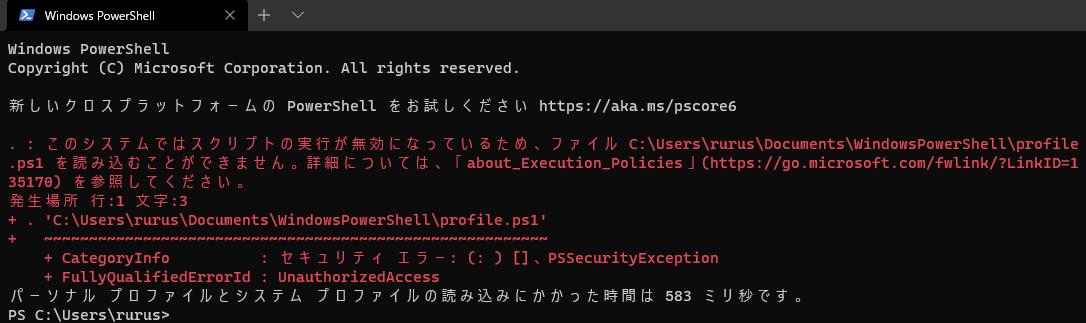 Windows PowerShell
Windows PowerShell
Copyright (C) Microsoft Corporation. All rights reserved.
新しいクロスプラットフォームの PowerShell をお試しください https://aka.ms/pscore6
. : このシステムではスクリプトの実行が無効になっているため、ファイル C:\Users\rurus\Documents\WindowsPowerShell\profile
.ps1 を読み込むことができません。詳細については、「about_Execution_Policies」(https://go.microsoft.com/fwlink/?LinkID=1
35170) を参照してください。
発生場所 行:1 文字:3
+ . 'C:\Users\rurus\Documents\WindowsPowerShell\profile.ps1'
+   ~~~~~~~~~~~~~~~~~~~~~~~~~~~~~~~~~~~~~~~~~~~~~~~~~~~~~~~~
    + CategoryInfo          : セキュリティ エラー: (: ) []、PSSecurityException
    + FullyQualifiedErrorId : UnauthorizedAccess
パーソナル プロファイルとシステム プロファイルの読み込みにかかった時間は 583 ミリ秒です。
PS C:\Users\rurus>